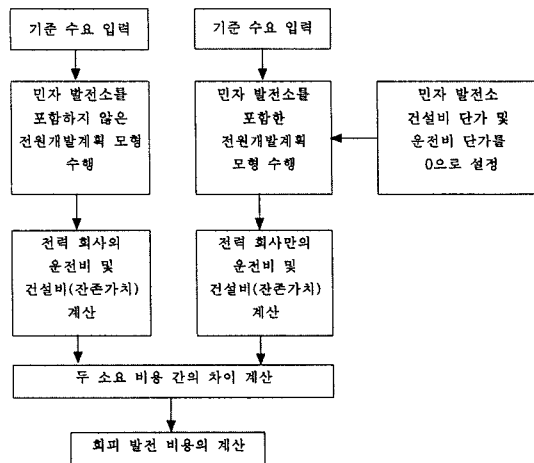 기준 수요 입력
기준 수요 입력
민자 발전소를
포함하지 않은
전원개발계획 모형
수행
민자 발전소를
포함한
전원개발계획
모형 수행
민자 발전소
건설비 단가 및
운전비 단가를
0으로 설정
전력 회사의
운전비 및
건설비(잔존가치)
계산
전력 회사만의
운전비 및
건설비(잔존가치)
계산
두 소요 비용 간의 차이 계산
회피 발전 비용의 계산